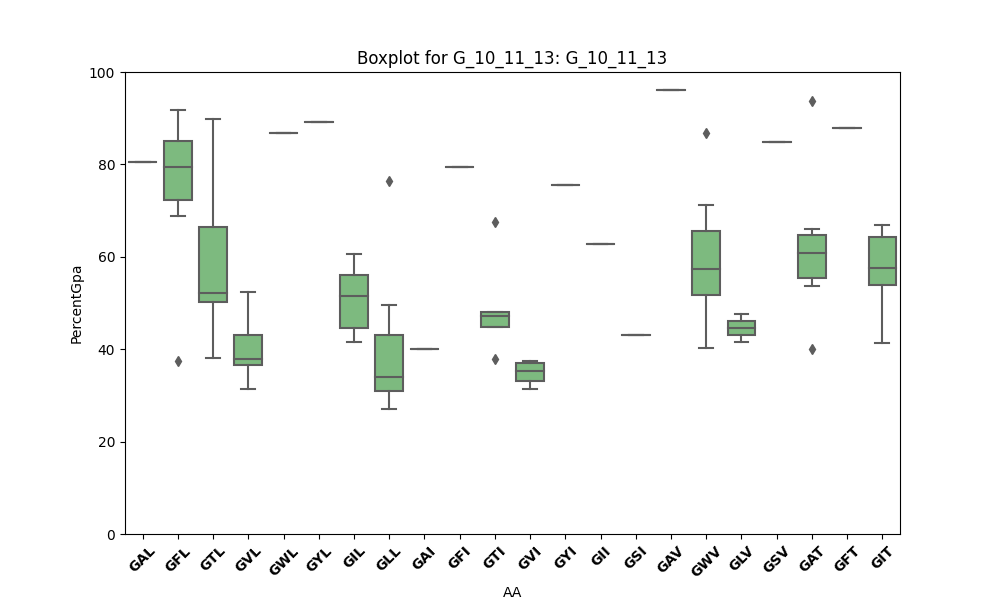 Boxplot for G_10_11_13: G_10_11_13
100
80
60
40
20
0
PercentGpa
GAL GFL GTL GVL GWL GYL GIL GLL GAI GFI GTI GVI GYI GII GSI GAV GWV GLV GSV GAT GFT GIT
AA